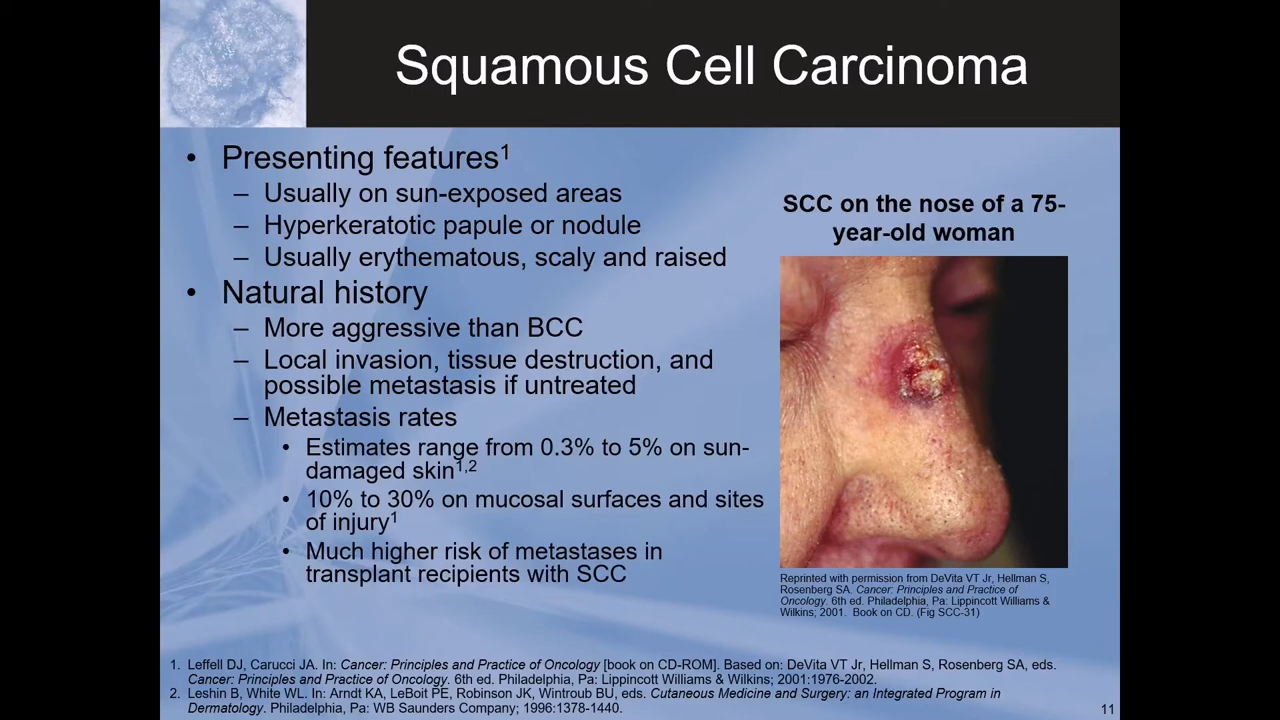 Squamous Cell Carcinoma
• Presenting features1
– Usually on sun-exposed areas
– Hyperkeratotic papule or nodule
– Usually erythematous, scaly and raised
• Natural history
– More aggressive than BCC
– Local invasion, tissue destruction, and
possible metastasis if untreated
– Metastasis rates
• Estimates range from 0.3% to 5% on sun-
damaged skin1,2
• 10% to 30% on mucosal surfaces and sites
of injury1
• Much higher risk of metastases in
transplant recipients with SCC
SCC on the nose of a 75-
year-old woman
Reprinted with permission from DeVita VT Jr, Hellman S,
Rosenberg SA. Cancer: Principles and Practice of
Oncology. 6th ed. Philadelphia, Pa: Lippincott Williams &
Wilkins; 2001. Book on CD. (Fig SCC-31)
1. Leffell DJ, Carucci JA. In: Cancer: Principles and Practice of Oncology [book on CD-ROM]. Based on: DeVita VT Jr, Hellman S, Rosenberg SA, eds.
Cancer: Principles and Practice of Oncology. 6th ed. Philadelphia, Pa: Lippincott Williams & Wilkins; 2001:1976-2002.
2. Leshin B, White WL. In: Arndt KA, LeBoit PE, Robinson JK, Wintroub BU, eds. Cutaneous Medicine and Surgery: an Integrated Program in
Dermatology. Philadelphia, Pa: WB Saunders Company; 1996:1378-1440.
11